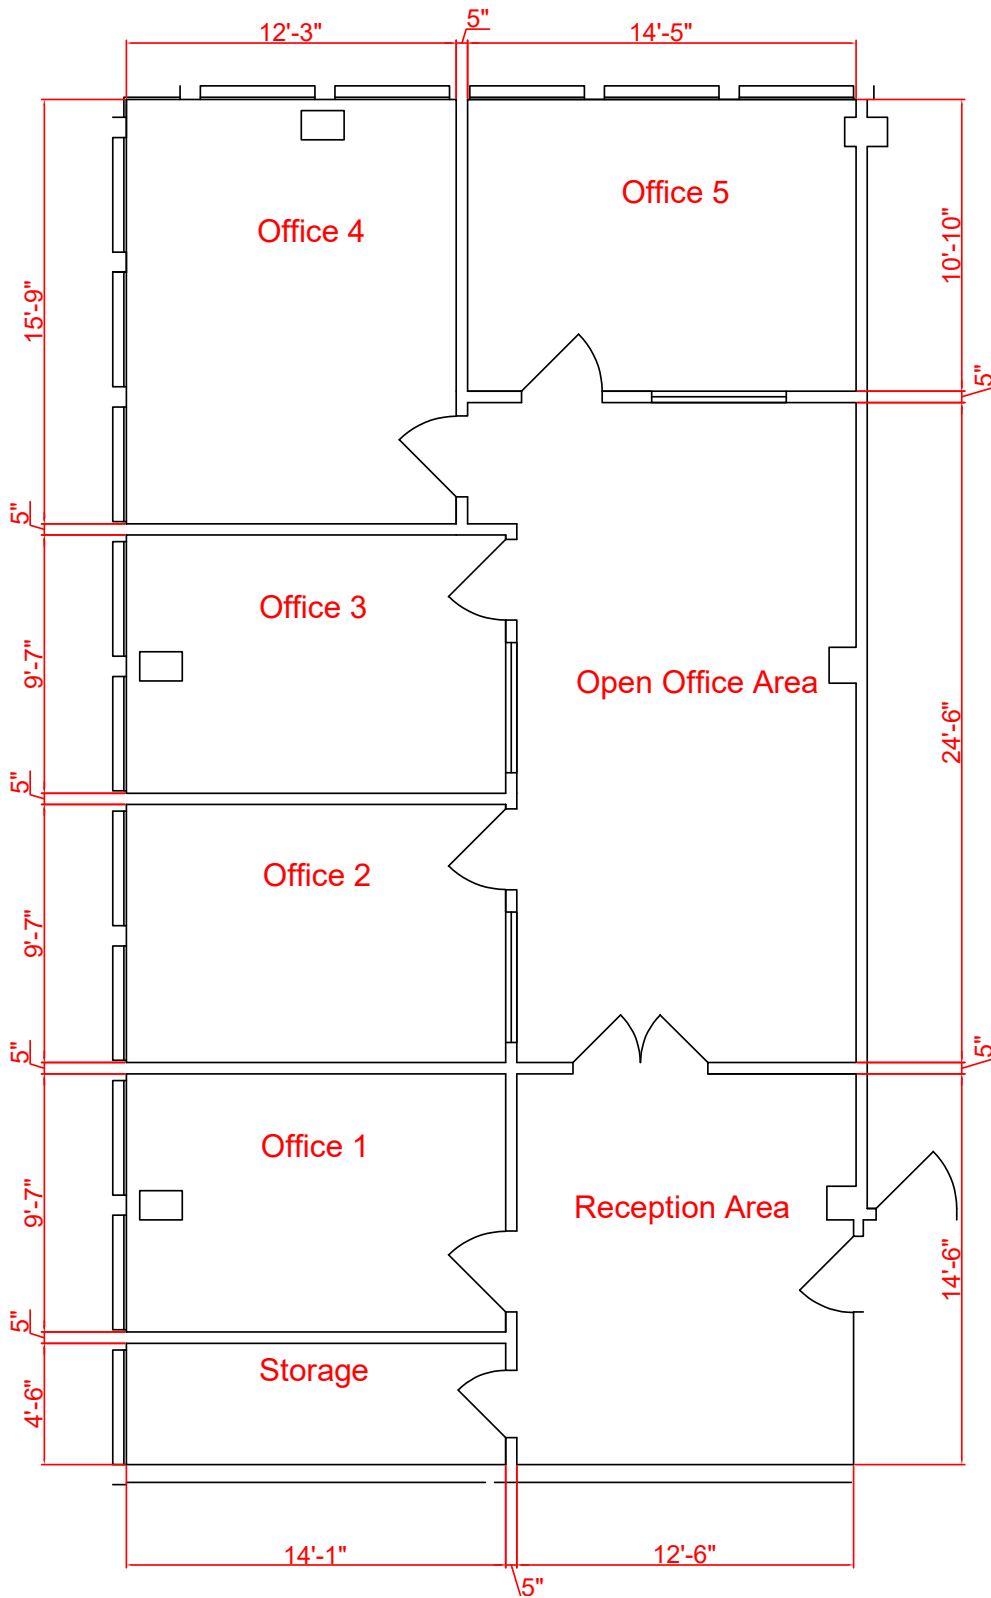 5"
12'-3"
14'-5"
Office 5
Office 4
10'-10"
15'-9"
5"
5"
Office 3
9'-7"
Open Office Area
24'-6"
5"
Office 2
9'-7"
5"
5"
Office 1
9'-7"
Reception Area
14'-6"
5"
Storage
4'-6"
14'-1"
12'-6"
5"